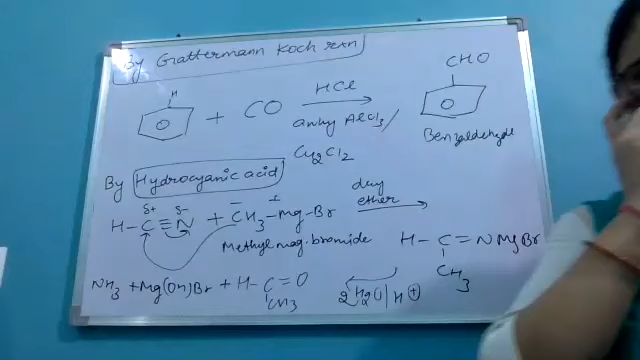 By Gattermann Koch rxn
H
+ CO
HCl
anhy AlCl3/
Cu2Cl2
CHO
Benzaldehyde
By Hydrocyanic acid
δ+ δ-
H-C≡N + CH3-Mg-Br
- +
dry
ether
Methyl mag. bromide
H-C=NMgBr
CH3
NH3 + Mg(OH)Br + H-C=O
CH3
2H2O/H⊕